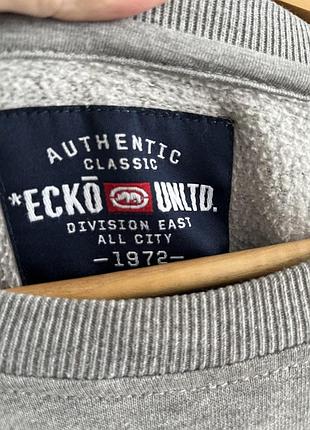 AUTHENTIC
CLASSIC
*ECKŌ UNLTD.
DIVISION EAST
ALL CITY
—1972—